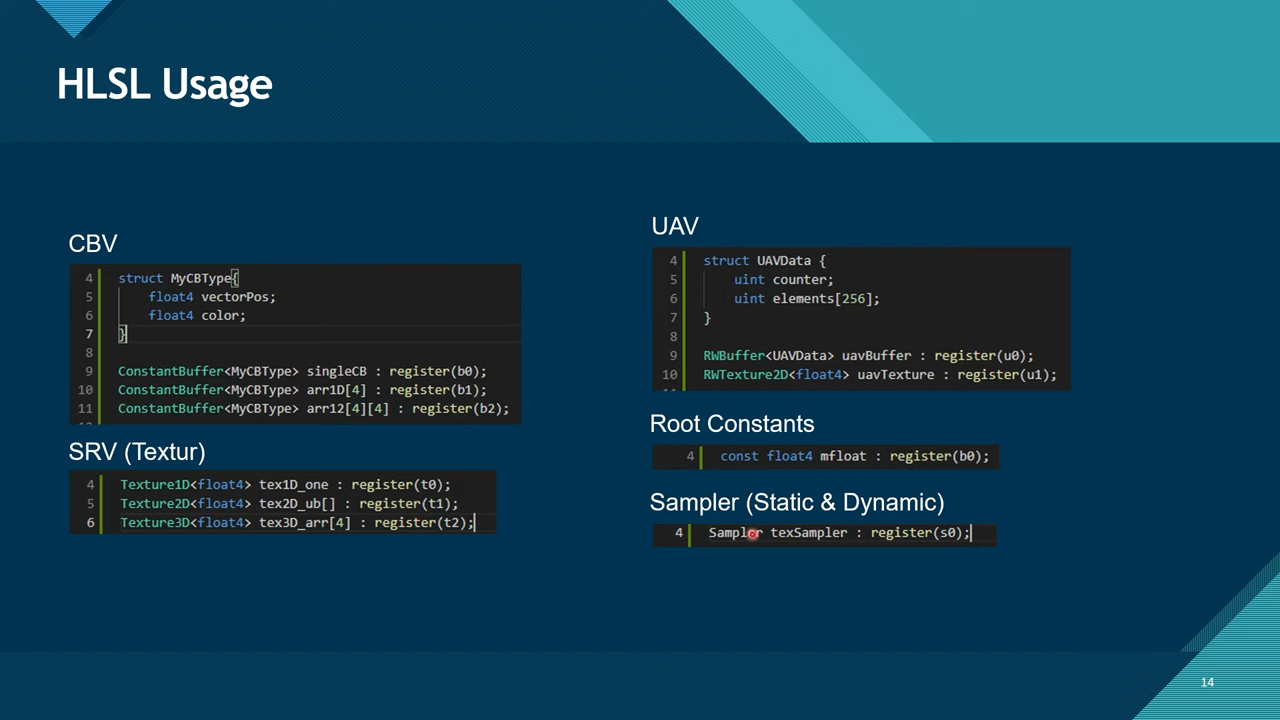 HLSL Usage
CBV
4 struct MyCBType{
5 float4 vectorPos;
6 float4 color;
7 }
8
9 ConstantBuffer<MyCBType> singleCB : register(b0);
10 ConstantBuffer<MyCBType> arr1D[4] : register(b1);
11 ConstantBuffer<MyCBType> arr12[4][4] : register(b2);
SRV (Textur)
4 Texture1D<float4> tex1D_one : register(t0);
5 Texture2D<float4> tex2D_ub[] : register(t1);
6 Texture3D<float4> tex3D_arr[4] : register(t2);
UAV
4 struct UAVData {
5 uint counter;
6 uint elements[256];
7 }
8
9 RWBuffer<UAVData> uavBuffer : register(u0);
10 RWTexture2D<float4> uavTexture : register(u1);
Root Constants
4 const float4 mfloat : register(b0);
Sampler (Static & Dynamic)
4 Sampler texSampler : register(s0);
14